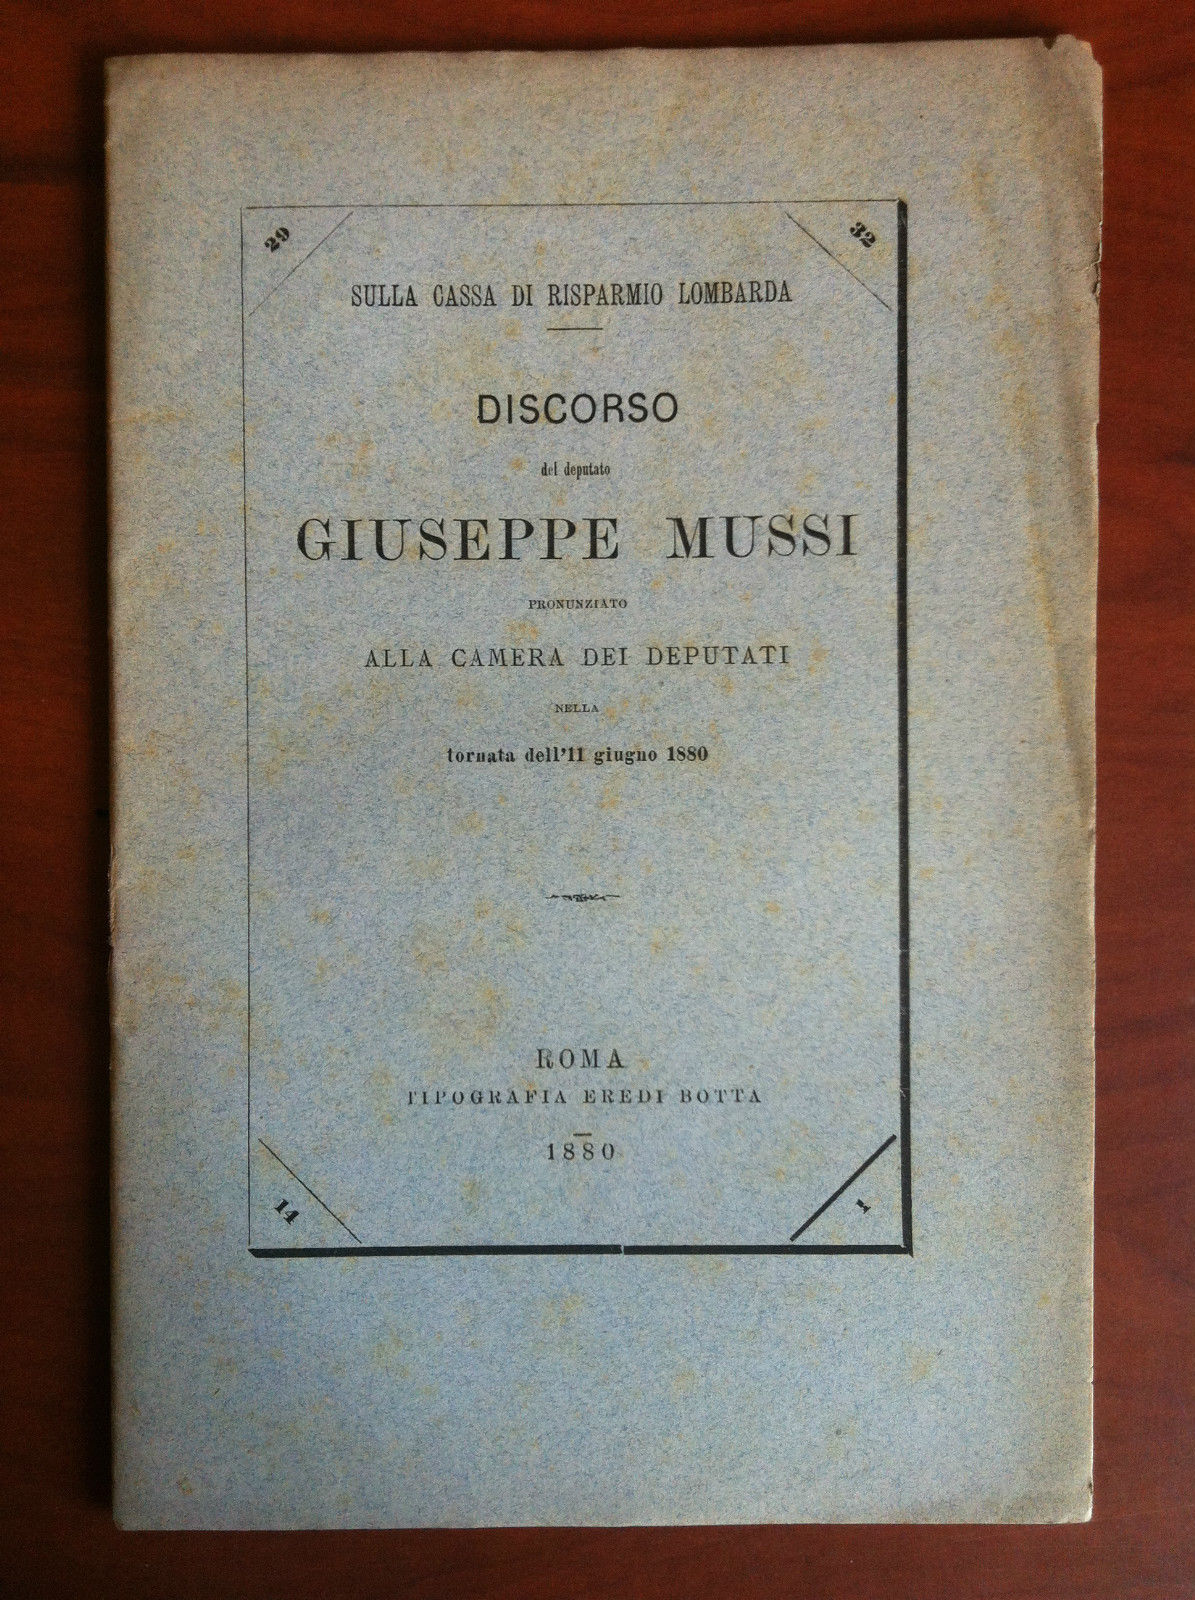 29
32
SULLA CASSA DI RISPARMIO LOMBARDA
DISCORSO
del deputato
GIUSEPPE MUSSI
PRONUNZIATO
ALLA CAMERA DEI DEPUTATI
NELLA
tornata dell'11 giugno 1880
ROMA
TIPOGRAFIA EREDI BOTTA
1880
14
1